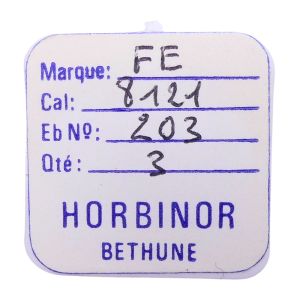 Marque: FE
Cal: 8121
Eb Nº: 203
Qté: 3
HORBINOR
BETHUNE